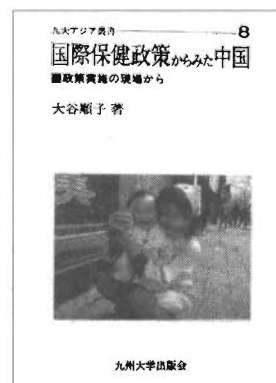 九大アジア叢書 8
国際保健政策からみた中国
政策実施の現場から
大谷順子 著
九州大学出版会